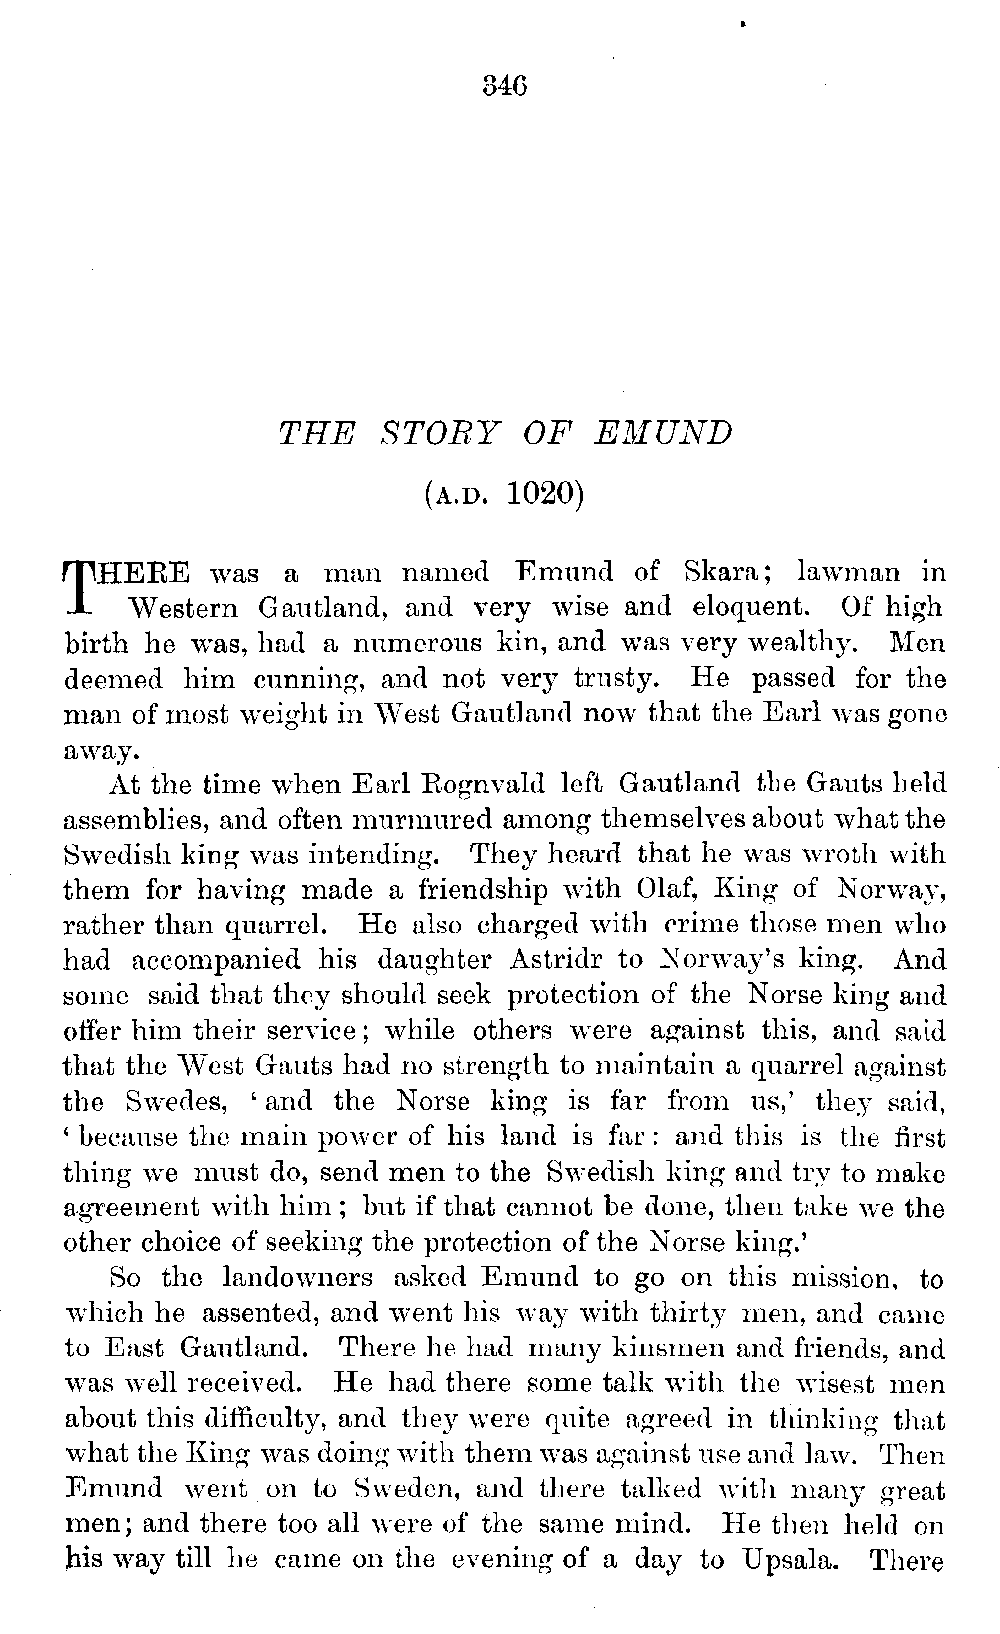 346
THE STORY OF EMUND
(A.D. 1020)
THERE was a man named Emund of Skara; lawman in
Western Gautland, and very wise and eloquent. Of high
birth he was, had a numerous kin, and was very wealthy. Men
deemed him cunning, and not very trusty. He passed for the
man of most weight in West Gautland now that the Earl was gone
away.
At the time when Earl Rognvald left Gautland the Gauts held
assemblies, and often murmured among themselves about what the
Swedish king was intending. They heard that he was wroth with
them for having made a friendship with Olaf, King of Norway,
rather than quarrel. He also charged with crime those men who
had accompanied his daughter Astridr to Norway's king. And
some said that they should seek protection of the Norse king and
offer him their service; while others were against this, and said
that the West Gauts had no strength to maintain a quarrel against
the Swedes, ‘and the Norse king is far from us,’ they said,
‘because the main power of his land is far: and this is the first
thing we must do, send men to the Swedish king and try to make
agreement with him; but if that cannot be done, then take we the
other choice of seeking the protection of the Norse king.’
So the landowners asked Emund to go on this mission, to
which he assented, and went his way with thirty men, and came
to East Gautland. There he had many kinsmen and friends, and
was well received. He had there some talk with the wisest men
about this difficulty, and they were quite agreed in thinking that
what the King was doing with them was against use and law. Then
Emund went on to Sweden, and there talked with many great
men; and there too all were of the same mind. He then held on
his way till he came on the evening of a day to Upsala. There